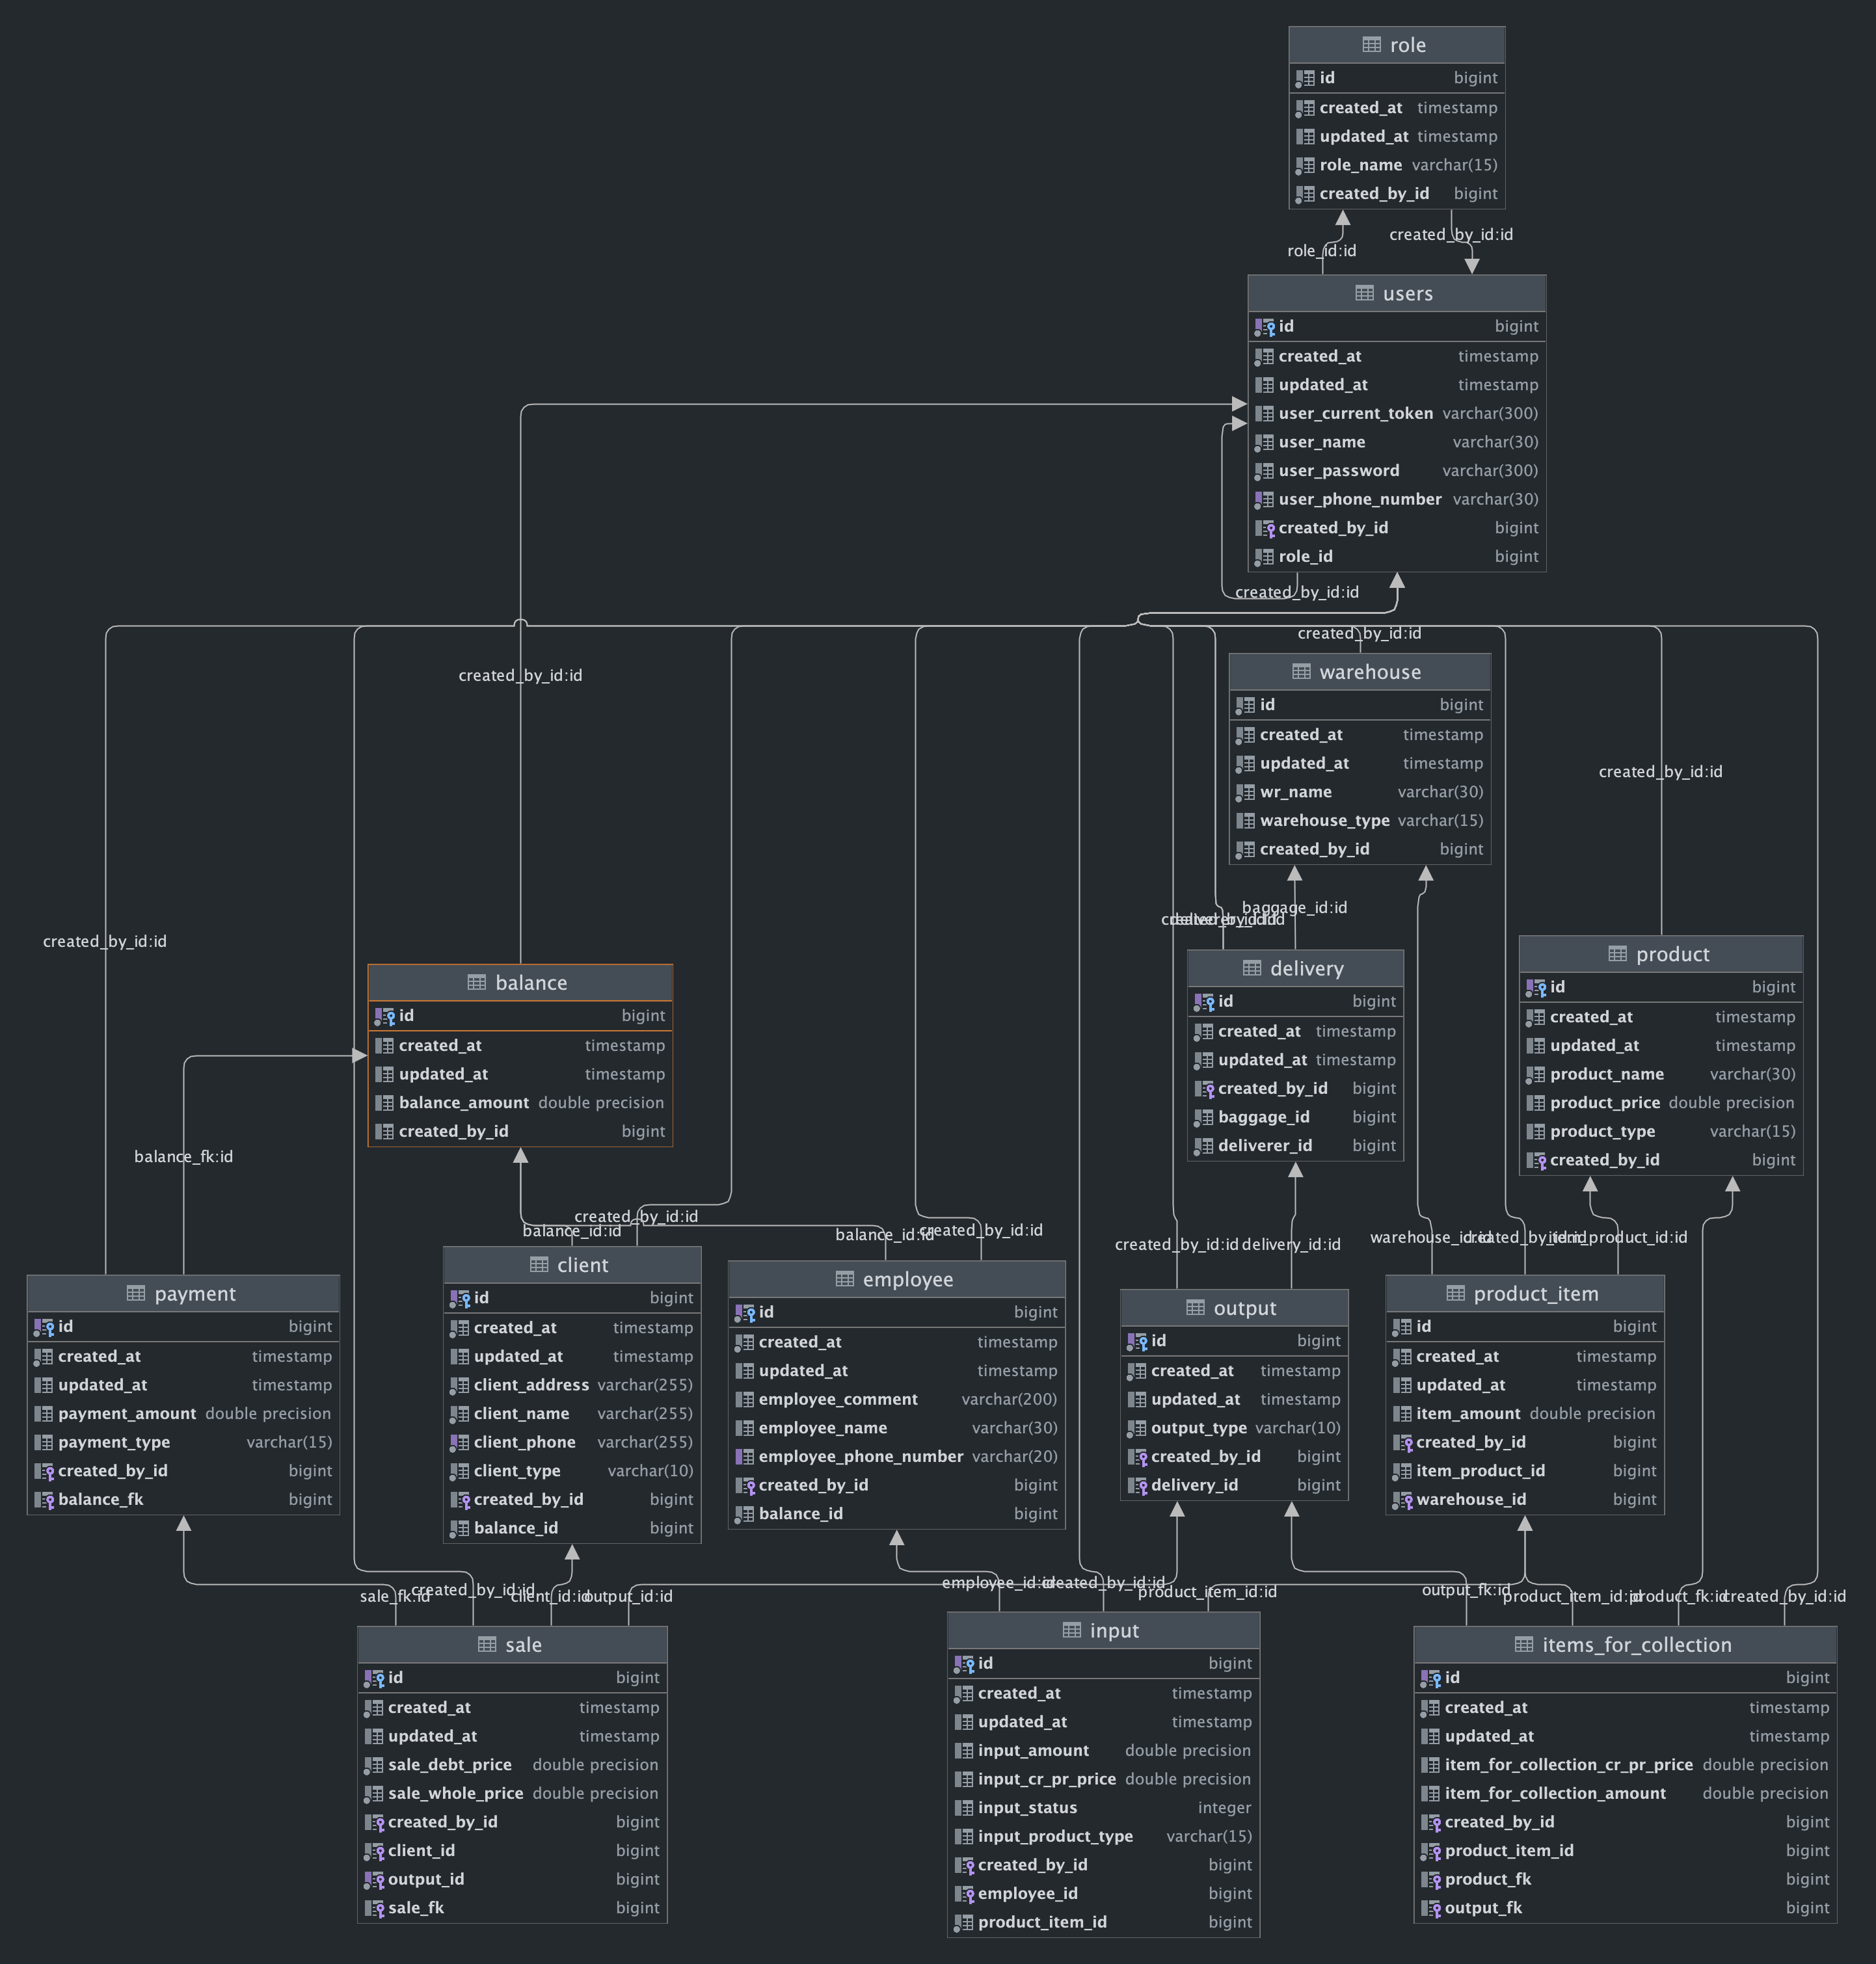 role
id bigint
created_at timestamp
updated_at timestamp
role_name varchar(15)
created_by_id bigint
created_by_id:id
role_id:id
users
id bigint
created_at timestamp
updated_at timestamp
user_current_token varchar(300)
user_name varchar(30)
user_password varchar(300)
user_phone_number varchar(30)
created_by_id bigint
role_id bigint
created_by_id:id
created_by_id:id
created_by_id:id
warehouse
id bigint
created_at timestamp
updated_at timestamp
wr_name varchar(30)
warehouse_type varchar(15)
created_by_id bigint
created_by_id:id
baggage_id:id
created_by_id:id
delivery
id bigint
created_at timestamp
updated_at timestamp
created_by_id bigint
baggage_id bigint
deliverer_id bigint
product
id bigint
created_at timestamp
updated_at timestamp
product_name varchar(30)
product_price double precision
product_type varchar(15)
created_by_id bigint
balance
id bigint
created_at timestamp
updated_at timestamp
balance_amount double precision
created_by_id bigint
balance_fk:id
created_by_id:id
balance_id:id
balance_id:id
created_by_id:id
created_by_id:id
delivery_id:id
warehouse_id:id
created_by_id:id
item_product_id:id
payment
id bigint
created_at timestamp
updated_at timestamp
payment_amount double precision
payment_type varchar(15)
created_by_id bigint
balance_fk bigint
client
id bigint
created_at timestamp
updated_at timestamp
client_address varchar(255)
client_name varchar(255)
client_phone varchar(255)
client_type varchar(10)
created_by_id bigint
balance_id bigint
employee
id bigint
created_at timestamp
updated_at timestamp
employee_comment varchar(200)
employee_name varchar(30)
employee_phone_number varchar(20)
created_by_id bigint
balance_id bigint
output
id bigint
created_at timestamp
updated_at timestamp
output_type varchar(10)
created_by_id bigint
delivery_id bigint
product_item
id bigint
created_at timestamp
updated_at timestamp
item_amount double precision
created_by_id bigint
item_product_id bigint
warehouse_id bigint
sale_fk:id
created_by_id:id
client_id:id
output_id:id
employee_id:id
created_by_id:id
product_item_id:id
output_fk:id
product_item_id:id
product_fk:id
created_by_id:id
sale
id bigint
created_at timestamp
updated_at timestamp
sale_debt_price double precision
sale_whole_price double precision
created_by_id bigint
client_id bigint
output_id bigint
sale_fk bigint
input
id bigint
created_at timestamp
updated_at timestamp
input_amount double precision
input_cr_pr_price double precision
input_status integer
input_product_type varchar(15)
created_by_id bigint
employee_id bigint
product_item_id bigint
items_for_collection
id bigint
created_at timestamp
updated_at timestamp
item_for_collection_cr_pr_price double precision
item_for_collection_amount double precision
created_by_id bigint
product_item_id bigint
product_fk bigint
output_fk bigint